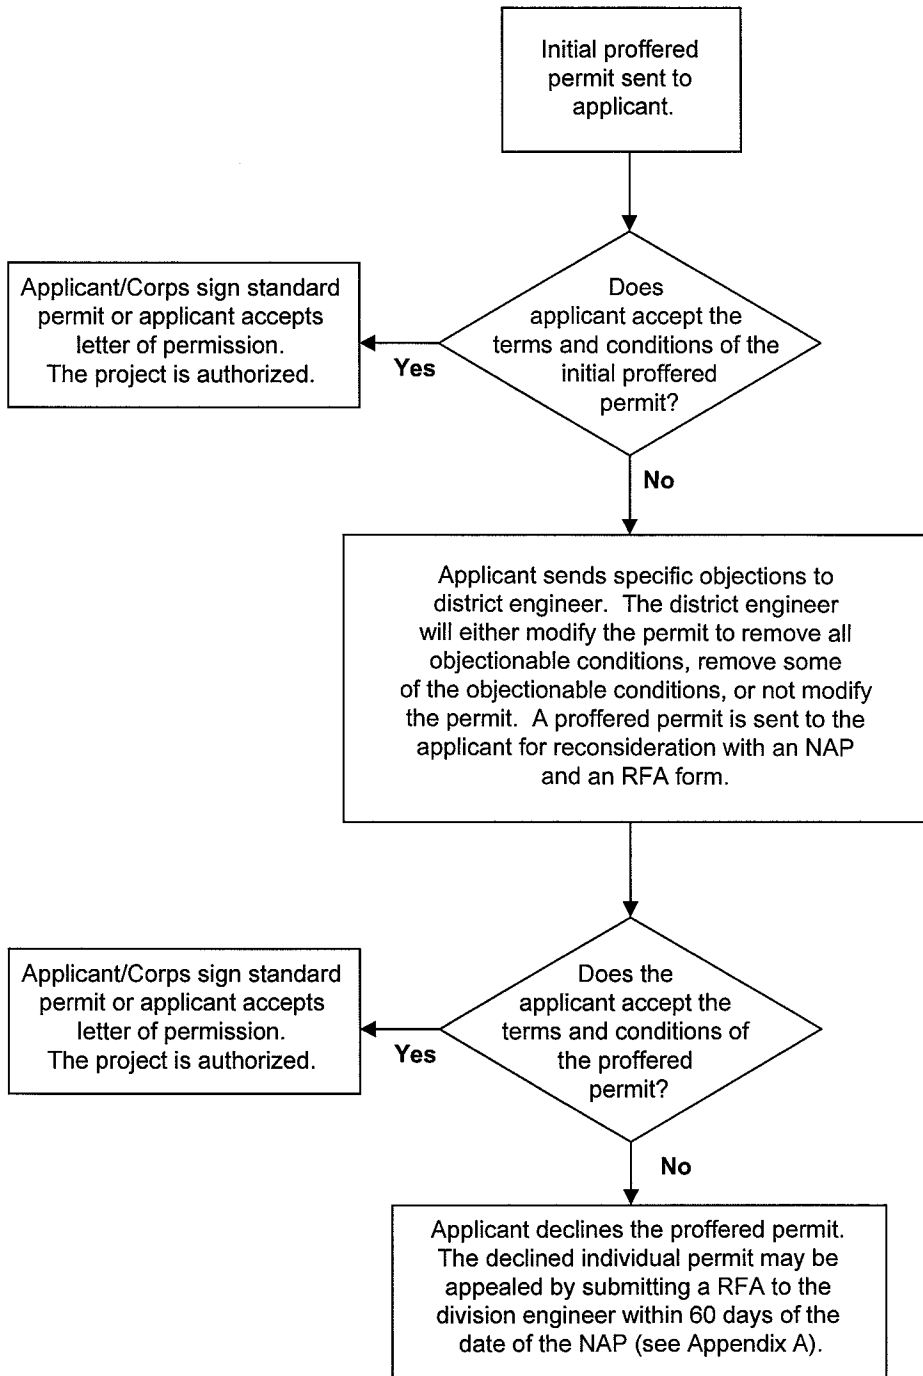 Initial proffered
permit sent to
applicant.
Does
applicant accept the
terms and conditions of the
initial proffered
permit?
Yes
Applicant/Corps sign standard
permit or applicant accepts
letter of permission.
The project is authorized.
No
Applicant sends specific objections to
district engineer. The district engineer
will either modify the permit to remove all
objectionable conditions, remove some
of the objectionable conditions, or not modify
the permit. A proffered permit is sent to the
applicant for reconsideration with an NAP
and an RFA form.
Does the
applicant accept the
terms and conditions of
the proffered
permit?
Yes
Applicant/Corps sign standard
permit or applicant accepts
letter of permission.
The project is authorized.
No
Applicant declines the proffered permit.
The declined individual permit may be
appealed by submitting a RFA to the
division engineer within 60 days of the
date of the NAP (see Appendix A).